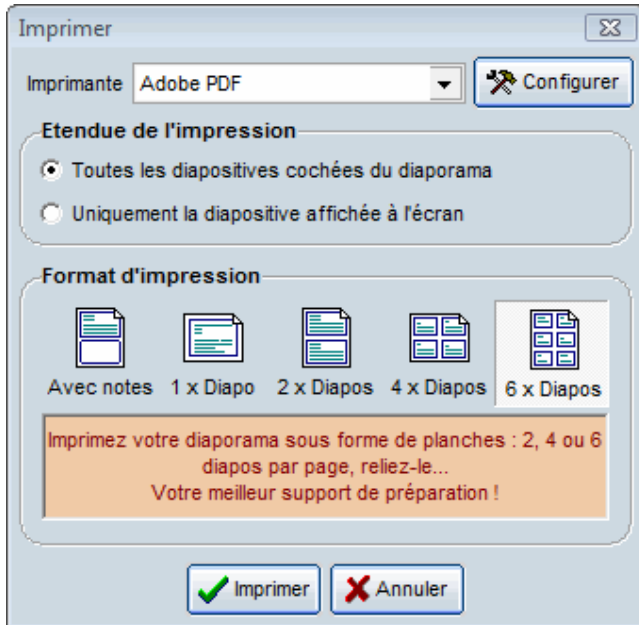 Imprimer
Imprimante Adobe PDF Configurer
Etendue de l'impression
Toutes les diapositives cochées du diaporama
Uniquement la diapositive affichée à l'écran
Format d'impression
Avec notes 1 x Diapo 2 x Diapos 4 x Diapos 6 x Diapos
Imprimez votre diaporama sous forme de planches : 2, 4 ou 6
diapos par page, reliez-le...
Votre meilleur support de préparation !
Imprimer Annuler